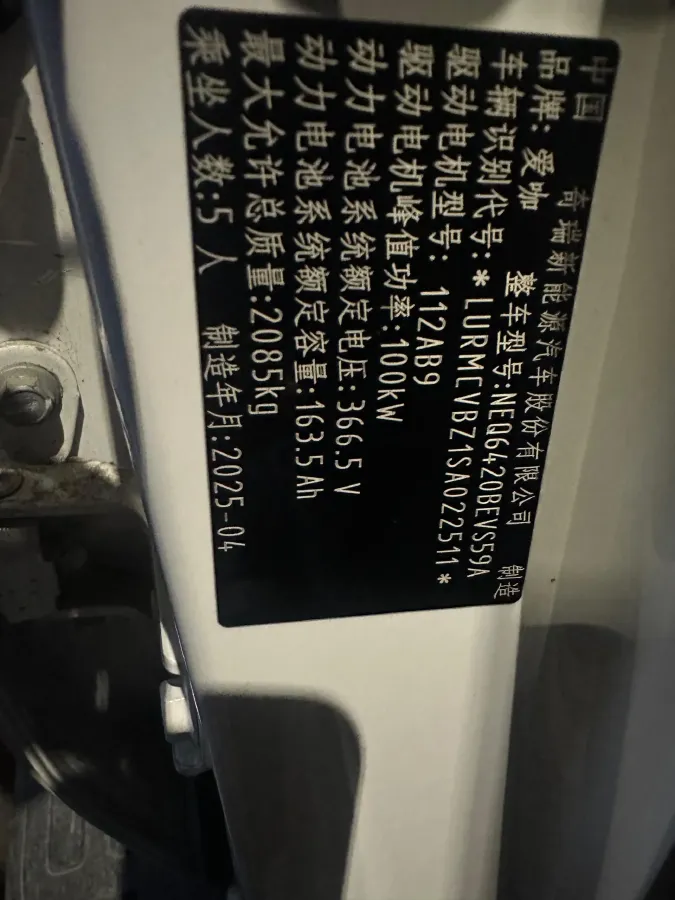 中国 奇瑞新能源汽车股份有限公司 制造
品牌: 爱咖 整车型号:NEQ6420BEVS59A
车辆识别代号:*LURMCVBZ1SA022511*
驱动电机型号: 112AB9
驱动电机峰值功率:100kW
动力电池系统额定电压:366.5V
动力电池系统额定容量:163.5Ah
最大允许总质量:2085kg
乘坐人数:5人 制造年月:2025-04